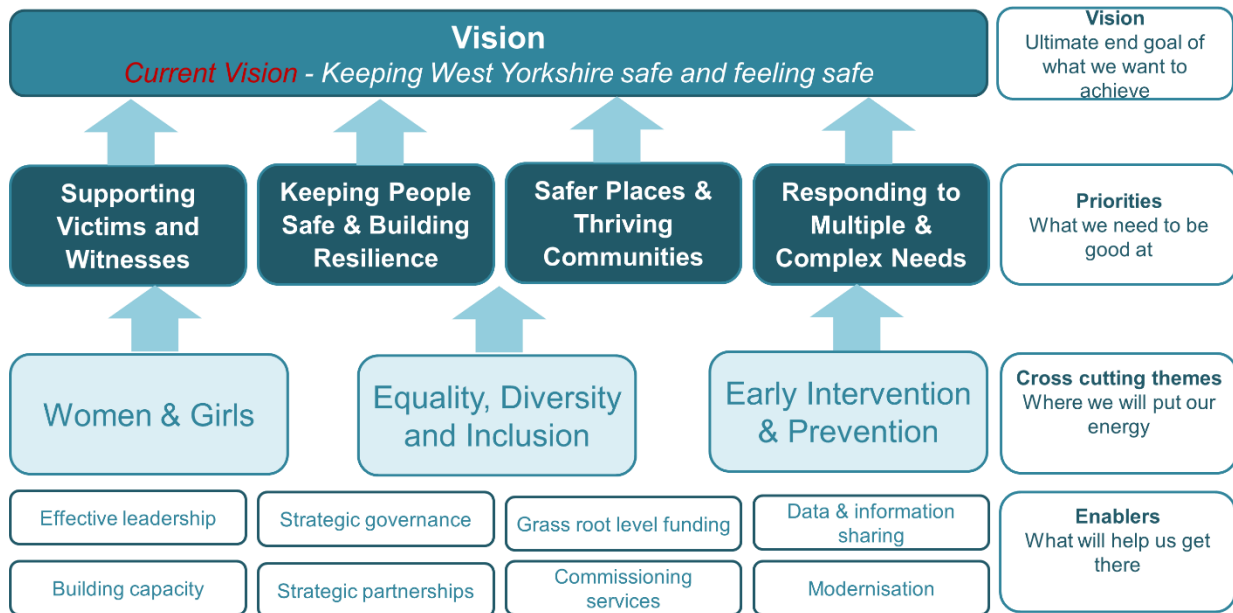 Vision
Current Vision - Keeping West Yorkshire safe and feeling safe
Vision
Ultimate end goal of
what we want to
achieve
Supporting
Victims and
Witnesses
Keeping People
Safe & Building
Resilience
Safer Places &
Thriving
Communities
Responding to
Multiple &
Complex Needs
Priorities
What we need to be
good at
Women & Girls
Equality, Diversity
and Inclusion
Early Intervention
& Prevention
Cross cutting themes
Where we will put our
energy
Effective leadership
Strategic governance
Grass root level funding
Data & information
sharing
Building capacity
Strategic partnerships
Commissioning
services
Modernisation
Enablers
What will help us get
there